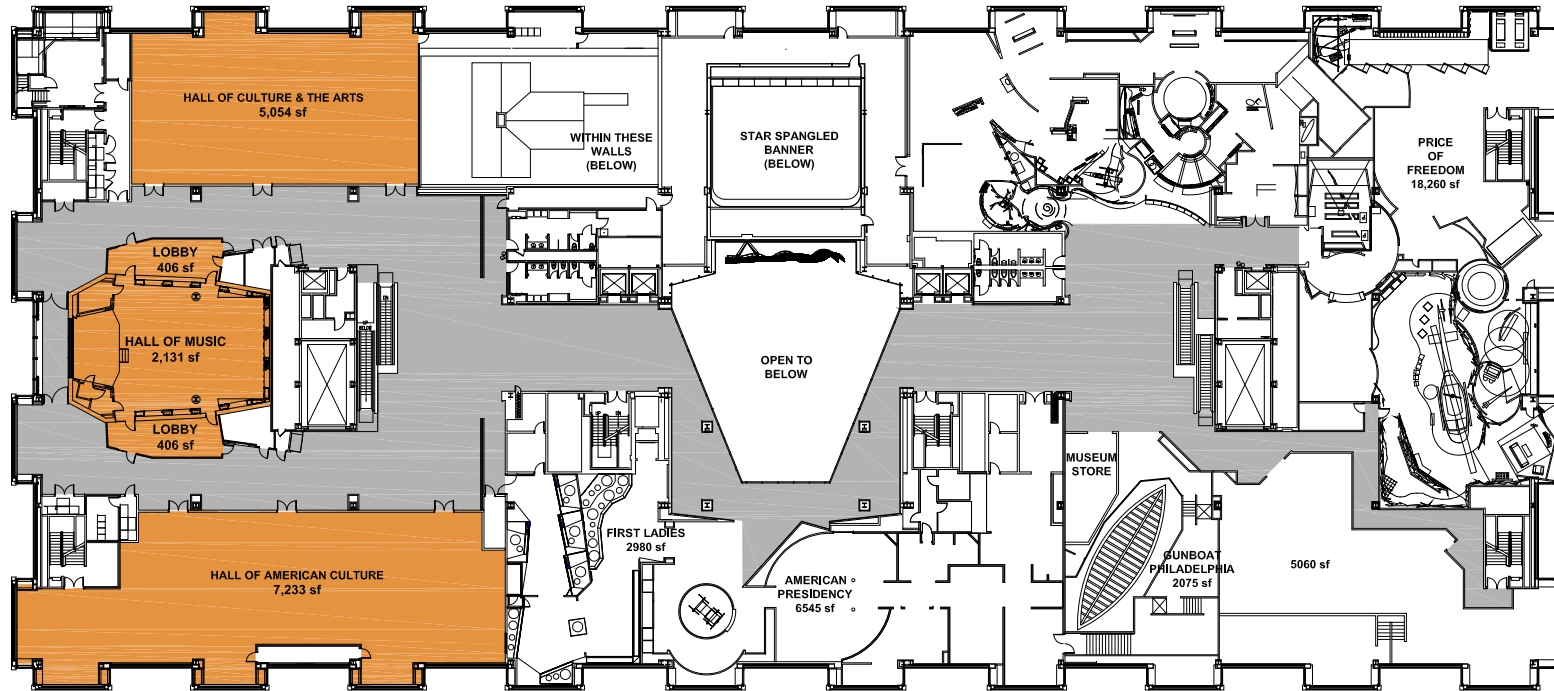 HALL OF CULTURE & THE ARTS
5,054 sf
WITHIN THESE
WALLS
(BELOW)
STAR SPANGLED
BANNER
(BELOW)
PRICE
OF
FREEDOM
18,260 sf
LOBBY
406 sf
HALL OF MUSIC
2,131 sf
LOBBY
406 sf
OPEN TO
BELOW
MUSEUM
STORE
FIRST LADIES
2980 sf
HALL OF AMERICAN CULTURE
7,233 sf
AMERICAN
PRESIDENCY
6545 sf
GUNBOAT
PHILADELPHIA
2075 sf
5060 sf